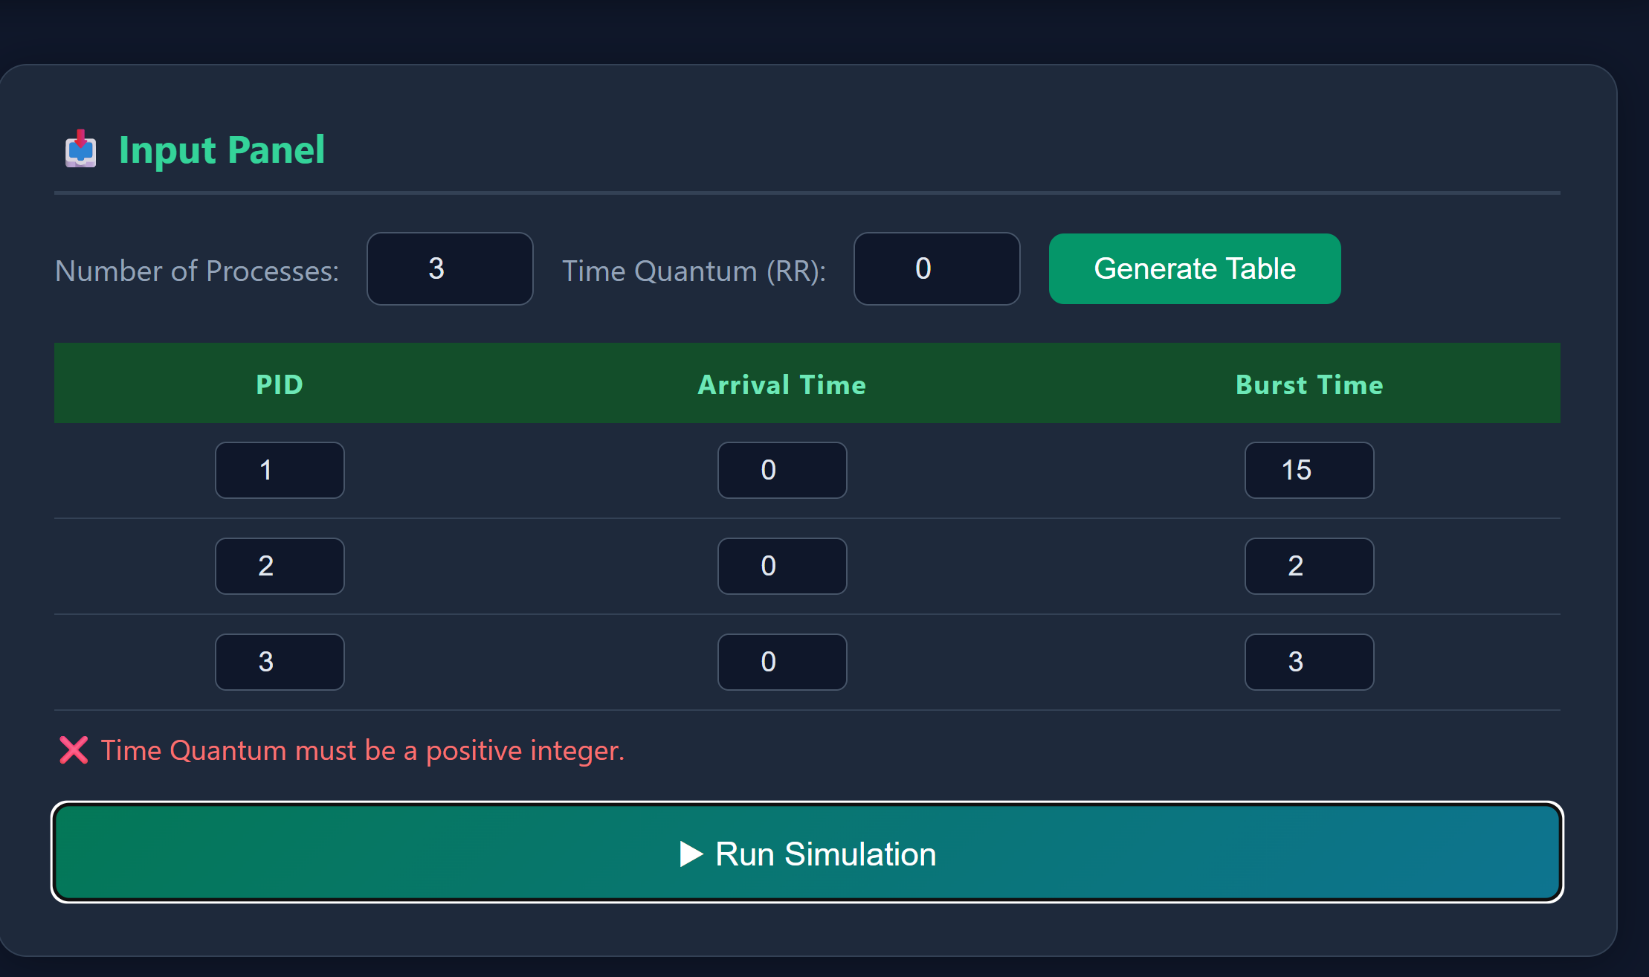 Input Panel
Number of Processes: 3 Time Quantum (RR): 0 Generate Table
PID Arrival Time Burst Time
1 0 15
2 0 2
3 0 3
❌ Time Quantum must be a positive integer.
▶ Run Simulation